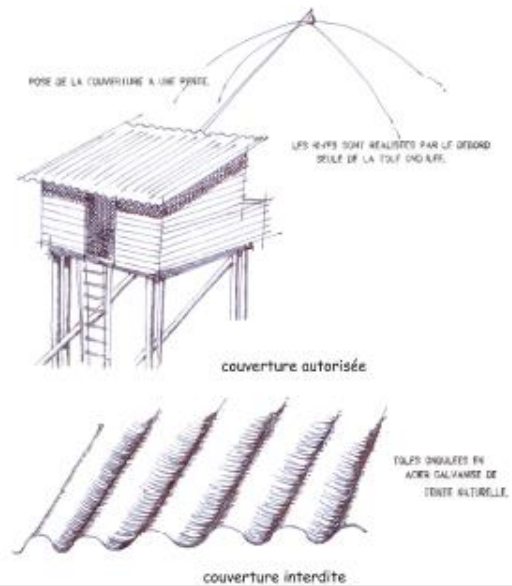 POSE DE LA COUVERTURE A UNE PENTE.
LES RIVES SONT REALISEES PAR LE DEBORD
SEULE DE LA TOLE ONDULEE.
couverture autorisée
TOLES ONDULEES EN
ACIER GALVANISE DE
TEINTE NATURELLE.
couverture interdite